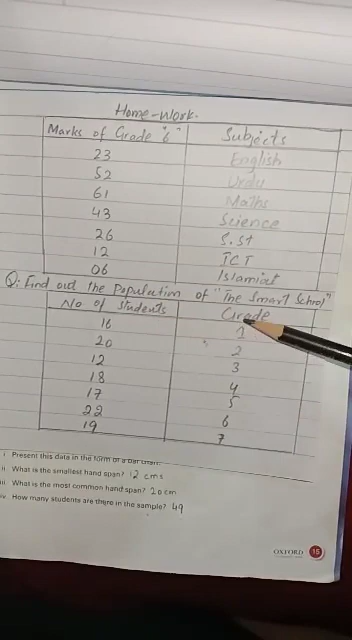 Home-Work.
Marks of Grade "6" Subjects
23 English
52 Urdu
61 Maths
43 Science
26 S.st
12 ICT
06 Islamiat
Q: Find out the Population of "The Smart School"
No of students Grade
16 1
20 2
12 3
18 4
17 5
22 6
19 7
i Present this data in the form of a bar chart.
ii What is the smallest hand span? 12 cms
iii What is the most common hand span? 20 cm
iv How many students are there in the sample? 49
OXFORD 15